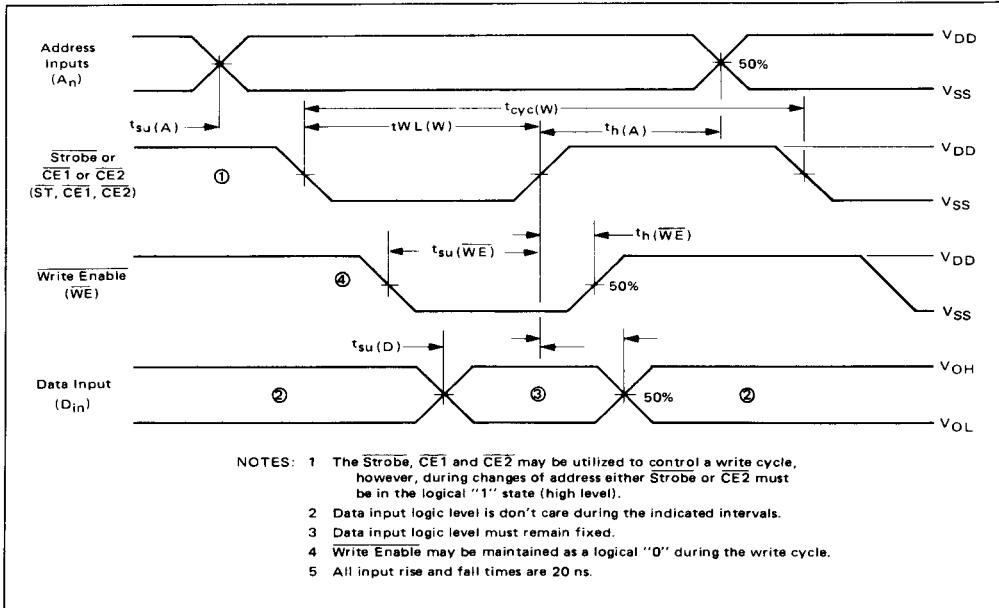 Address
Inputs
(An)
VDD
50%
VSS
tcyc(W)
tsu(A)
tWL(W)
th(A)
Strobe or
CE1 or CE2
(ST, CE1, CE2)
①
VDD
VSS
tsu(WE)
th(WE)
Write Enable
(WE)
④
50%
VDD
VSS
tsu(D)
Data Input
(Din)
②
③
50%
②
VOH
VOL
NOTES: 1 The Strobe, CE1 and CE2 may be utilized to control a write cycle,
however, during changes of address either Strobe or CE2 must
be in the logical "1" state (high level).
2 Data input logic level is don't care during the indicated intervals.
3 Data input logic level must remain fixed.
4 Write Enable may be maintained as a logical "0" during the write cycle.
5 All input rise and fall times are 20 ns.